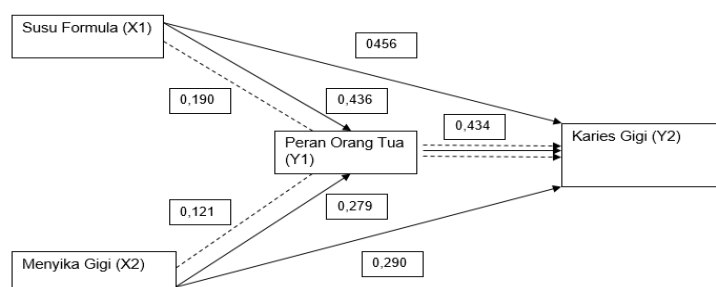 Susu Formula (X1)
0456
0,190
0,436
0,434
Peran Orang Tua
(Y1)
Karies Gigi (Y2)
0,121
0,279
Menyika Gigi (X2)
0,290